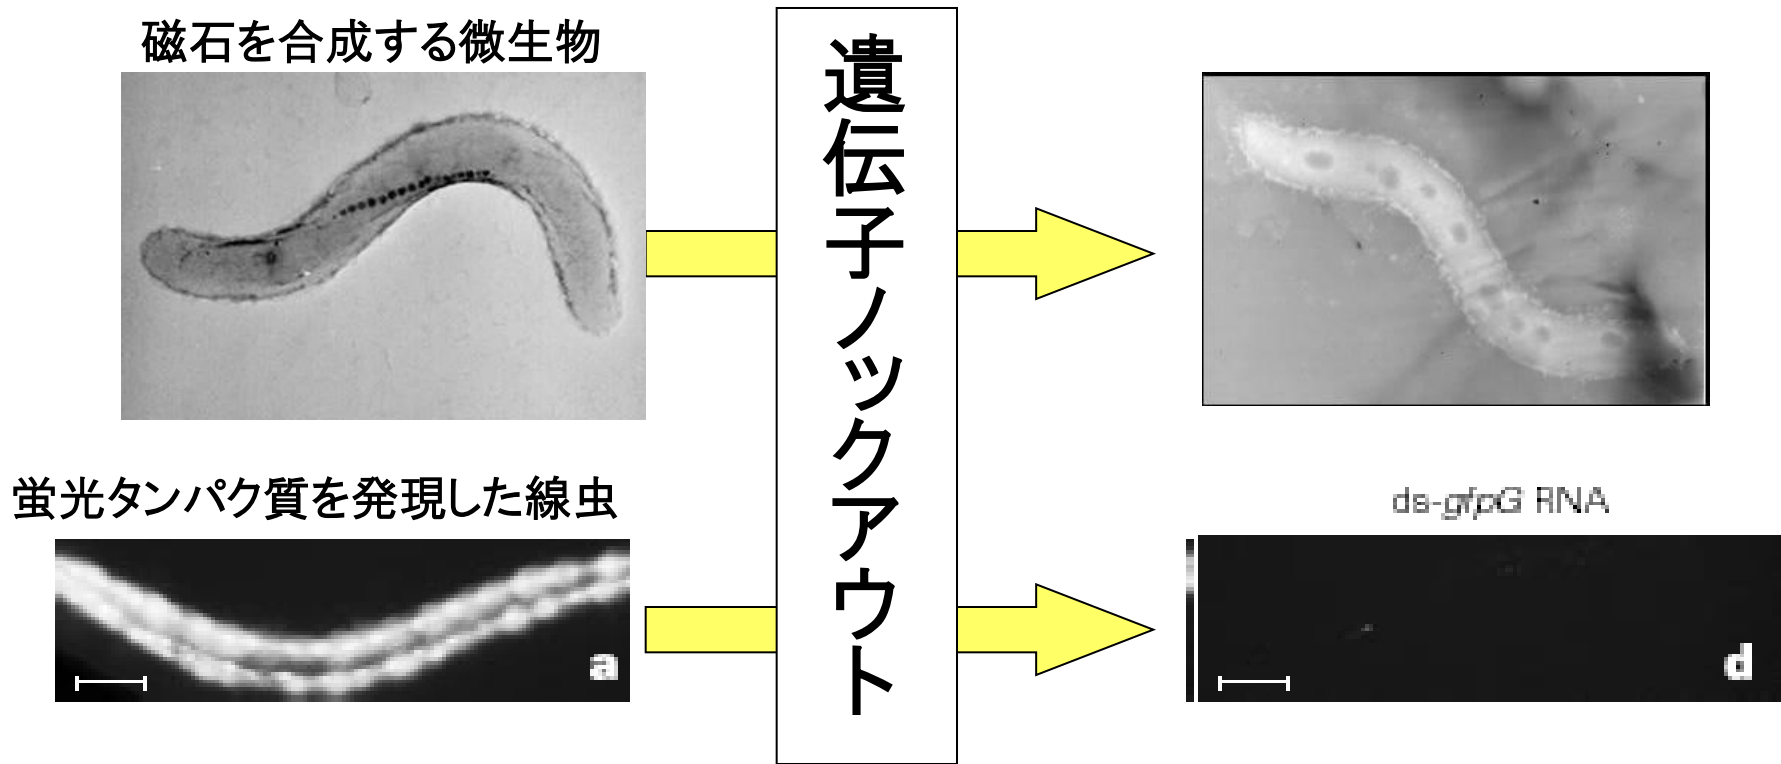 磁石を合成する微生物
遺伝子ノックアウト
蛍光タンパク質を発現した線虫
ds-gfpG RNA
a
d